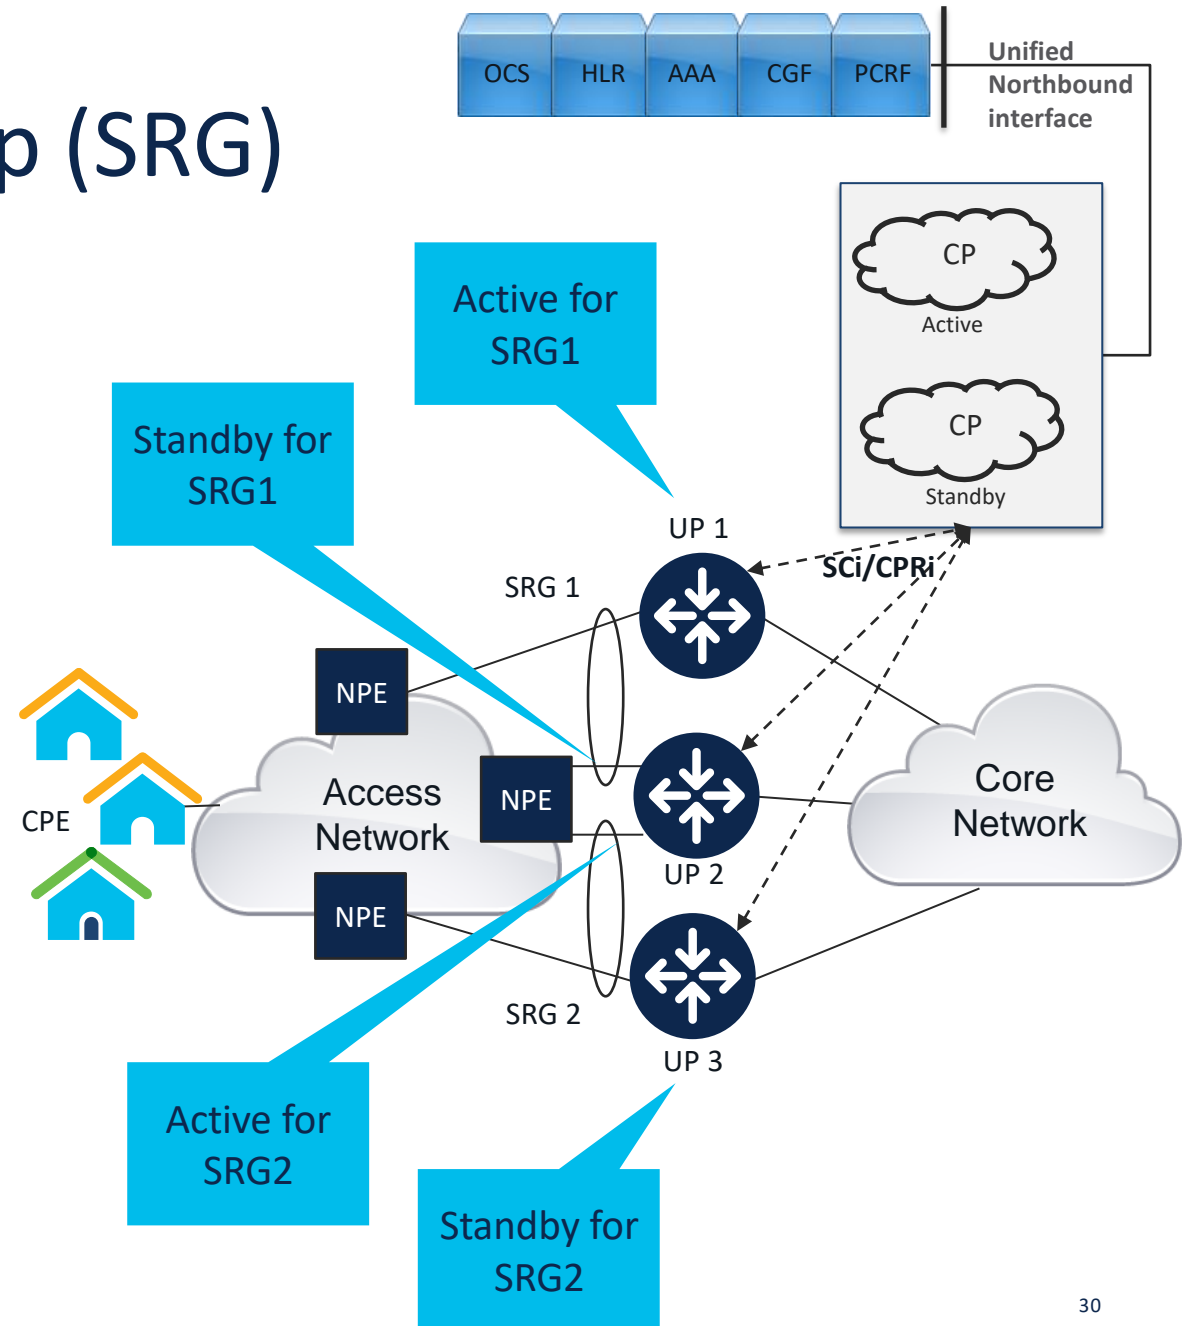 OCS HLR AAA CGF PCRF
Unified
Northbound
interface
p (SRG)
CP
Active
CP
Standby
Active for
SRG1
Standby for
SRG1
UP 1
SCi/CPRi
SRG 1
NPE
Access
Network
NPE
CPE
NPE
UP 2
Core
Network
SRG 2
UP 3
Active for
SRG2
Standby for
SRG2
30